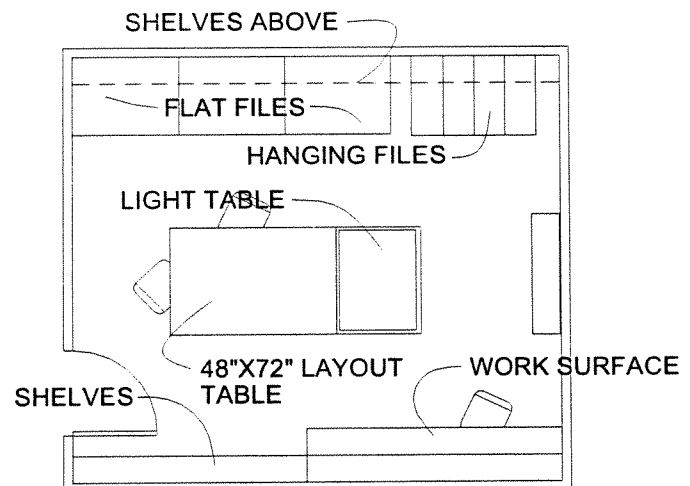 SHELVES ABOVE
FLAT FILES
HANGING FILES
LIGHT TABLE
48"X72" LAYOUT
TABLE
WORK SURFACE
SHELVES